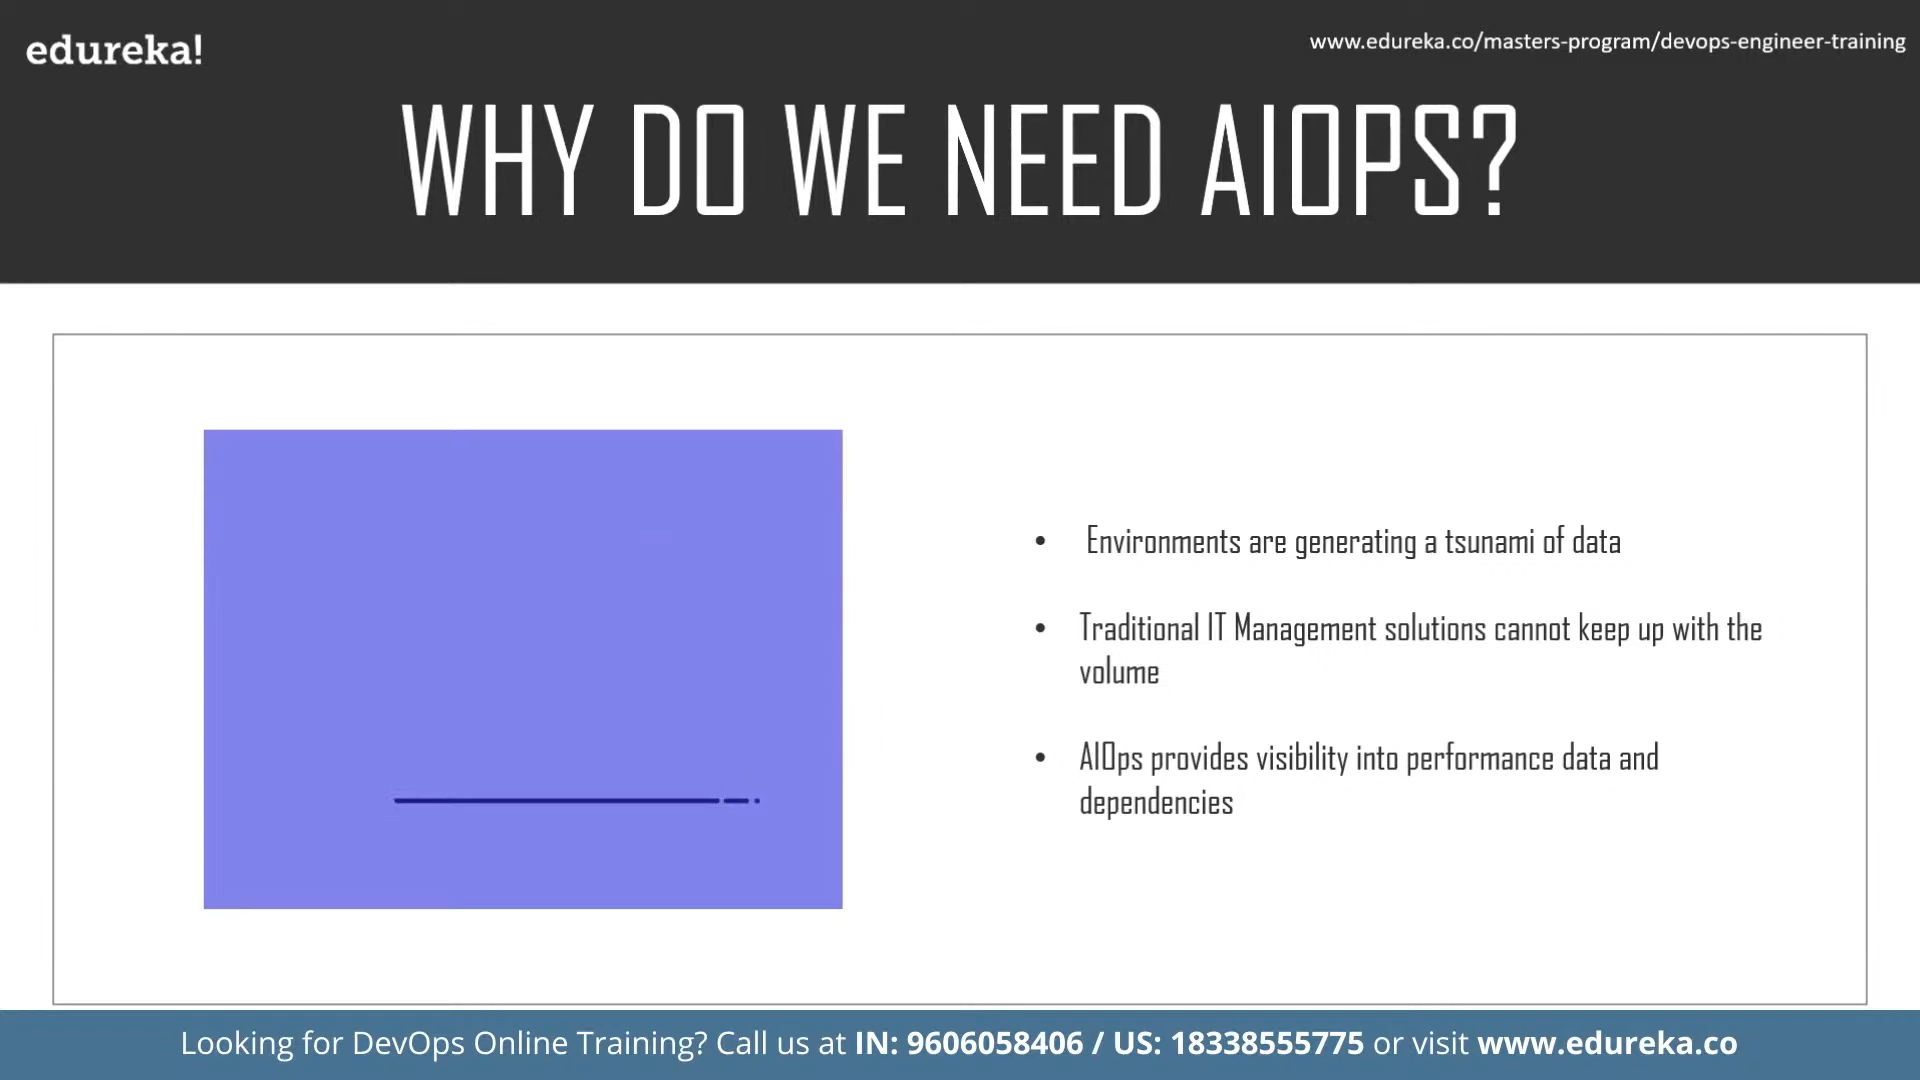 edureka!
www.edureka.co/masters-program/devops-engineer-training
WHY DO WE NEED AIOPS?
• Environments are generating a tsunami of data
• Traditional IT Management solutions cannot keep up with the
volume
• AIOps provides visibility into performance data and
dependencies
Looking for DevOps Online Training? Call us at IN: 9606058406 / US: 18338555775 or visit www.edureka.co